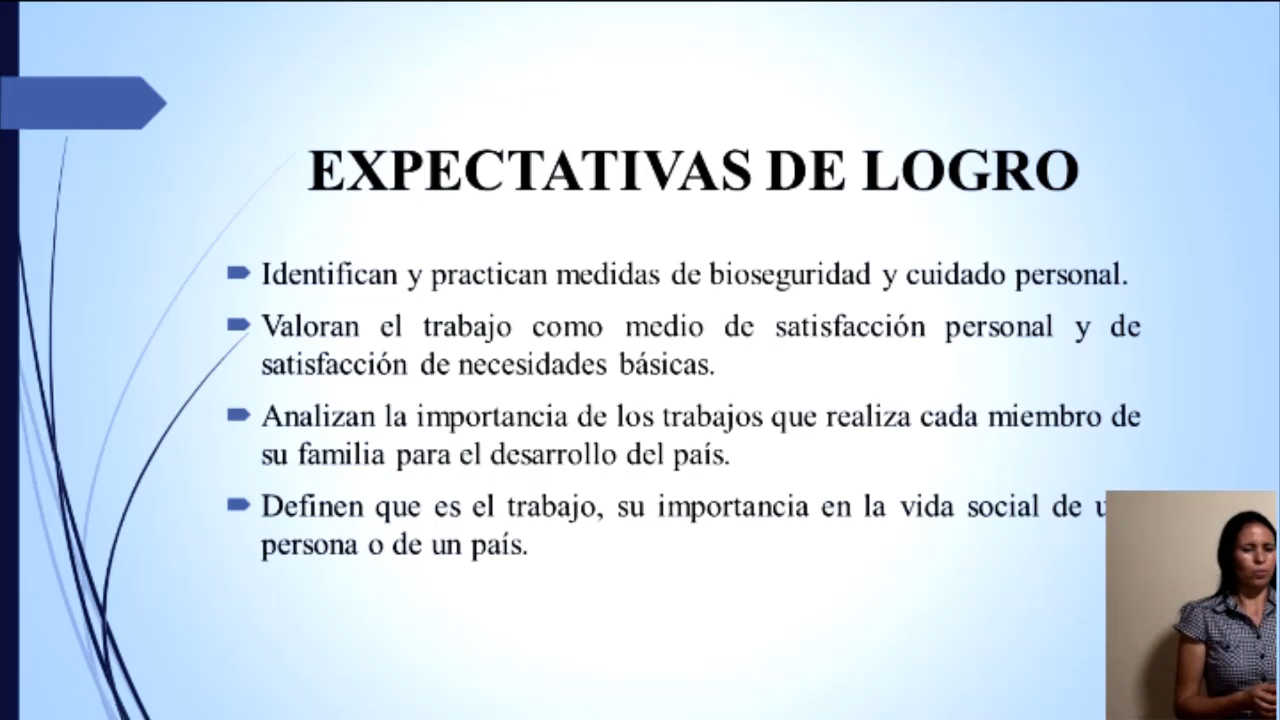 EXPECTATIVAS DE LOGRO
Identifican y practican medidas de bioseguridad y cuidado personal.
Valoran el trabajo como medio de satisfacción personal y de
satisfacción de necesidades básicas.
Analizan la importancia de los trabajos que realiza cada miembro de
su familia para el desarrollo del país.
Definen que es el trabajo, su importancia en la vida social de
persona o de un país.